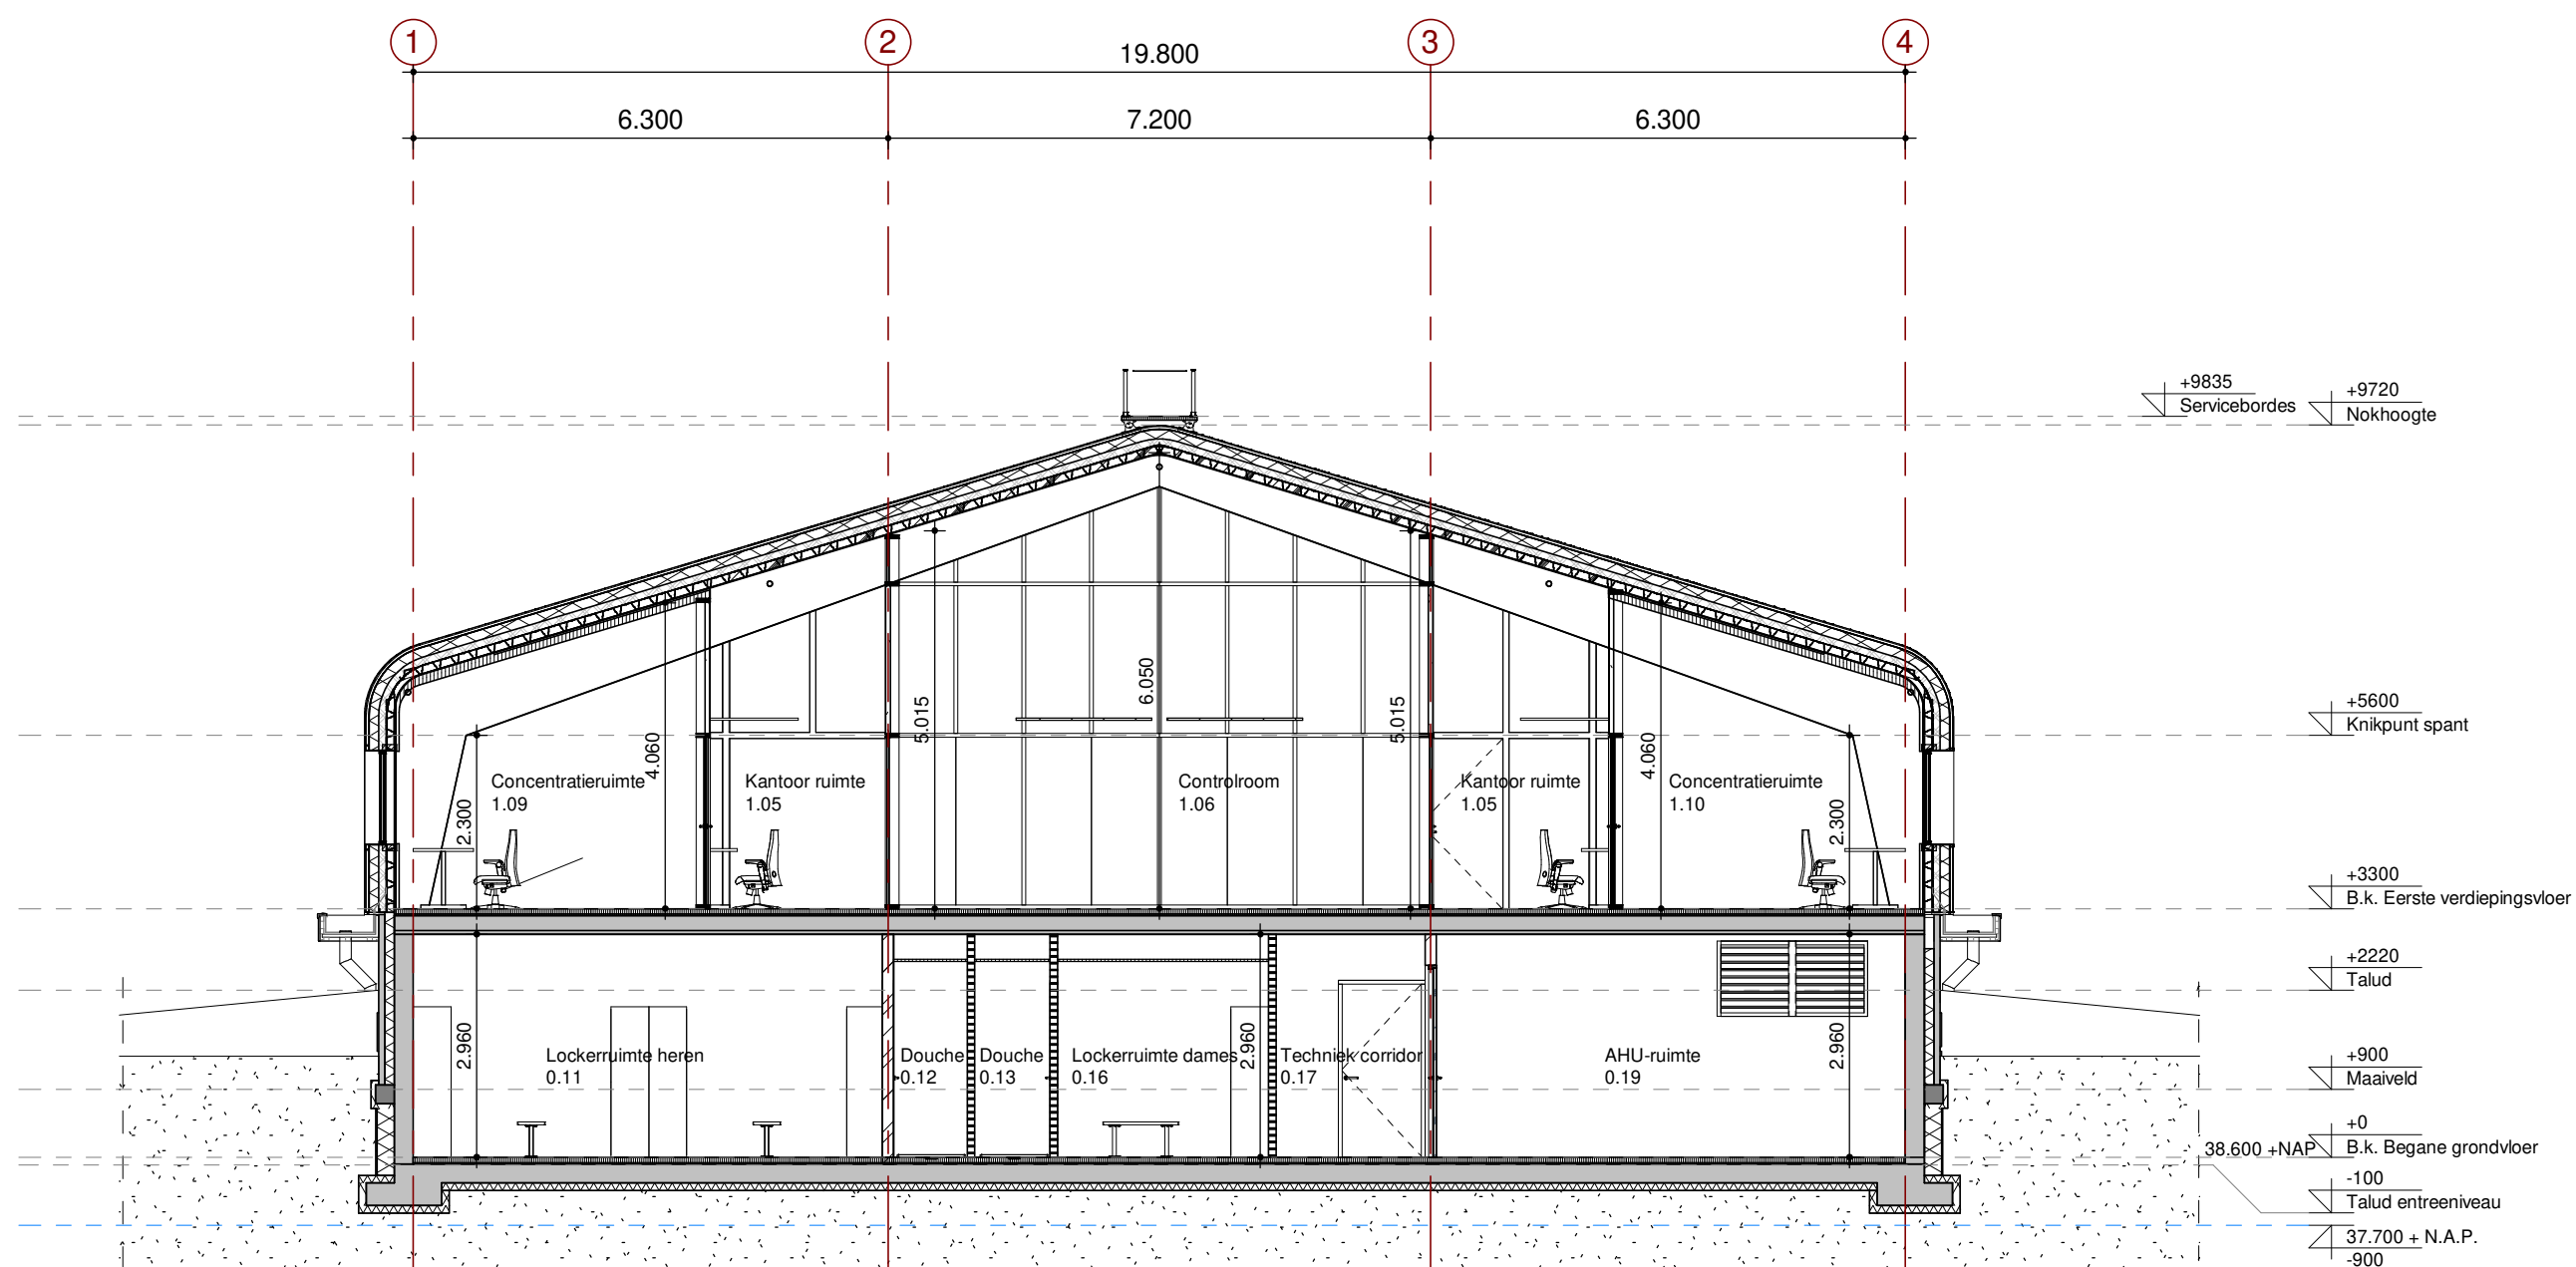 1
2
3
4
19.800
6.300
7.200
6.300
+9835
Servicebordes
+9720
Nokhoogte
+5600
Knikpunt spant
6.050
5.015
5.015
4.060
4.060
Concentratieruimte
1.09
Kantoor ruimte
1.05
Controlroom
1.06
Kantoor ruimte
1.05
Concentratieruimte
1.10
2.300
2.300
+3300
B.k. Eerste verdiepingsvloer
+2220
Talud
2.960
2.960
2.960
Lockerruimte heren
0.11
Douche
0.12
Douche
0.13
Lockerruimte dames
0.16
Techniek corridor
0.17
AHU-ruimte
0.19
+900
Maaiveld
+0
38.600 +NAP
B.k. Begane grondvloer
-100
Talud entreeniveau
37.700 + N.A.P.
-900